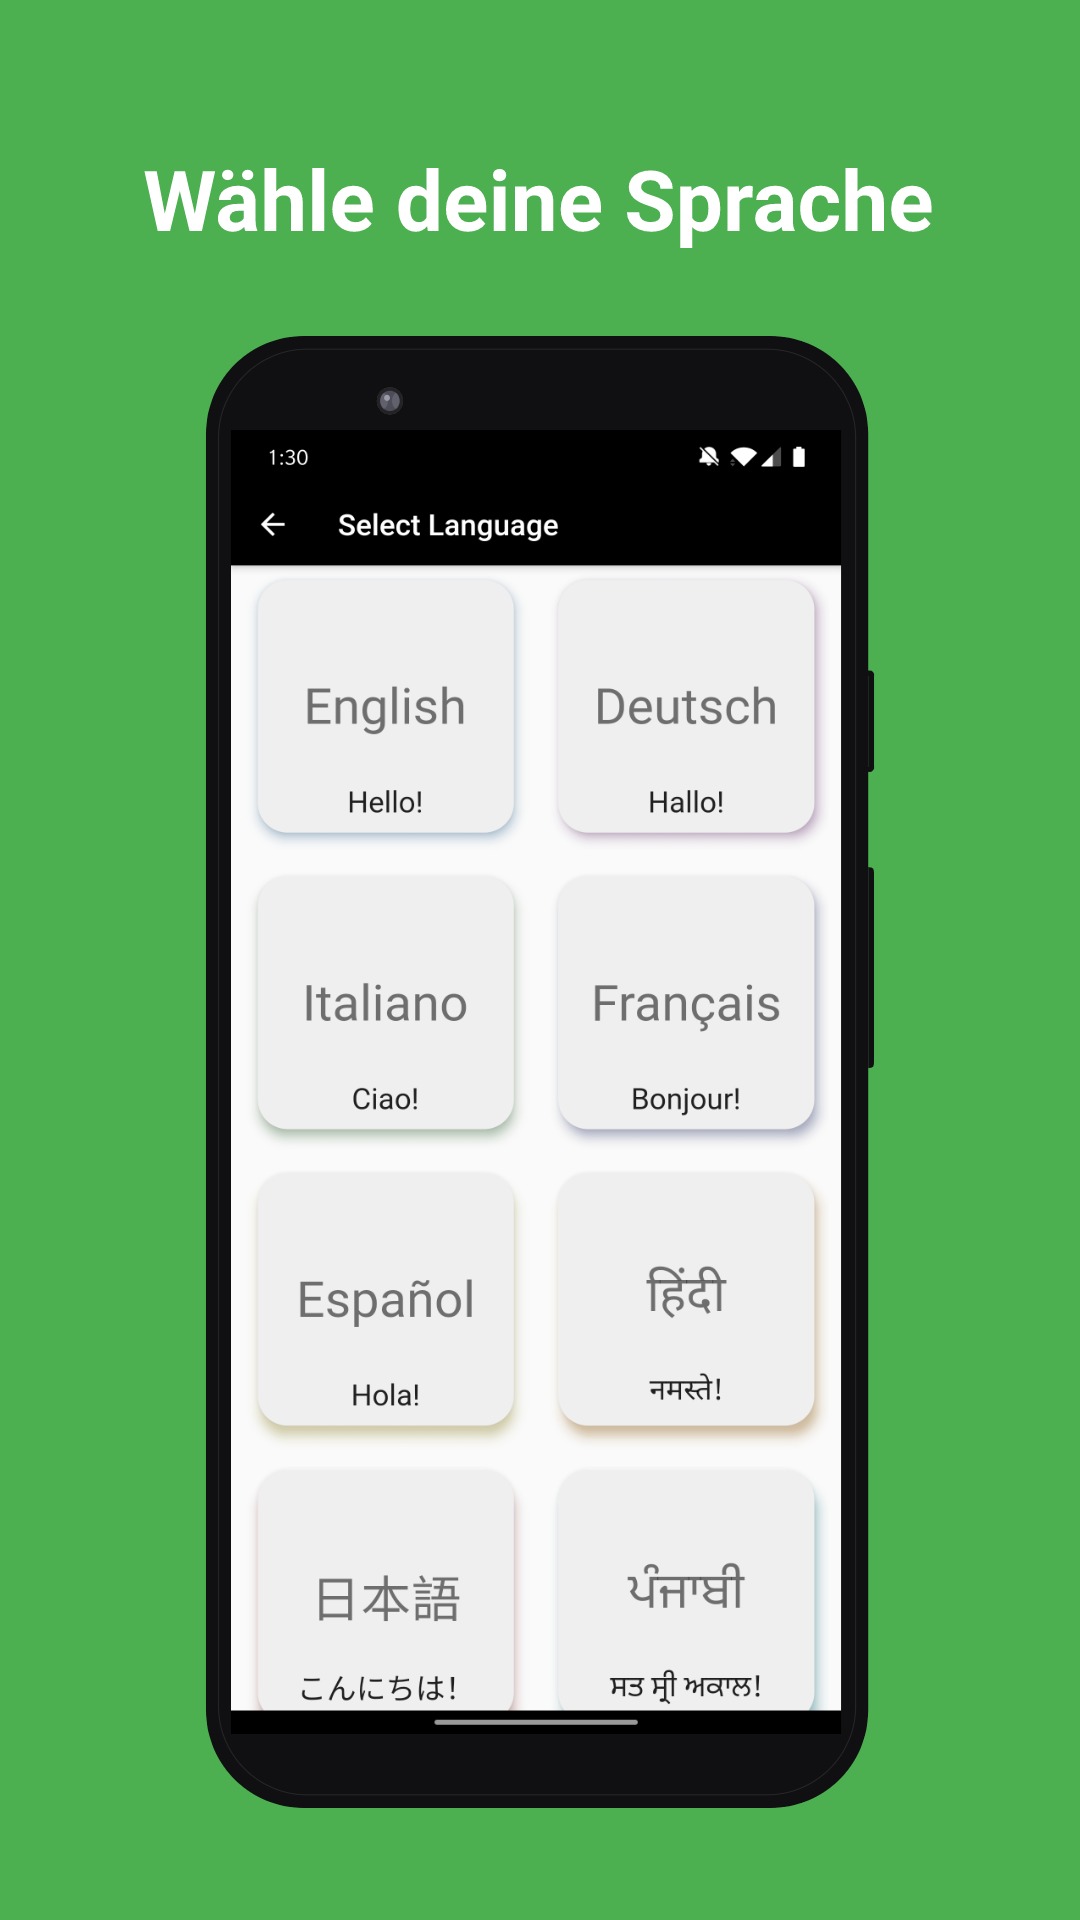 Wähle deine Sprache
1:30
Select Language
English
Deutsch
Hello!
Hallo!
Italiano
Français
Ciao!
Bonjour!
Español
हिंदी
Hola!
नमस्ते!
日本語
ਪੰਜਾਬੀ
こんにちは!
ਸਤ ਸ੍ਰੀ ਅਕਾਲ!